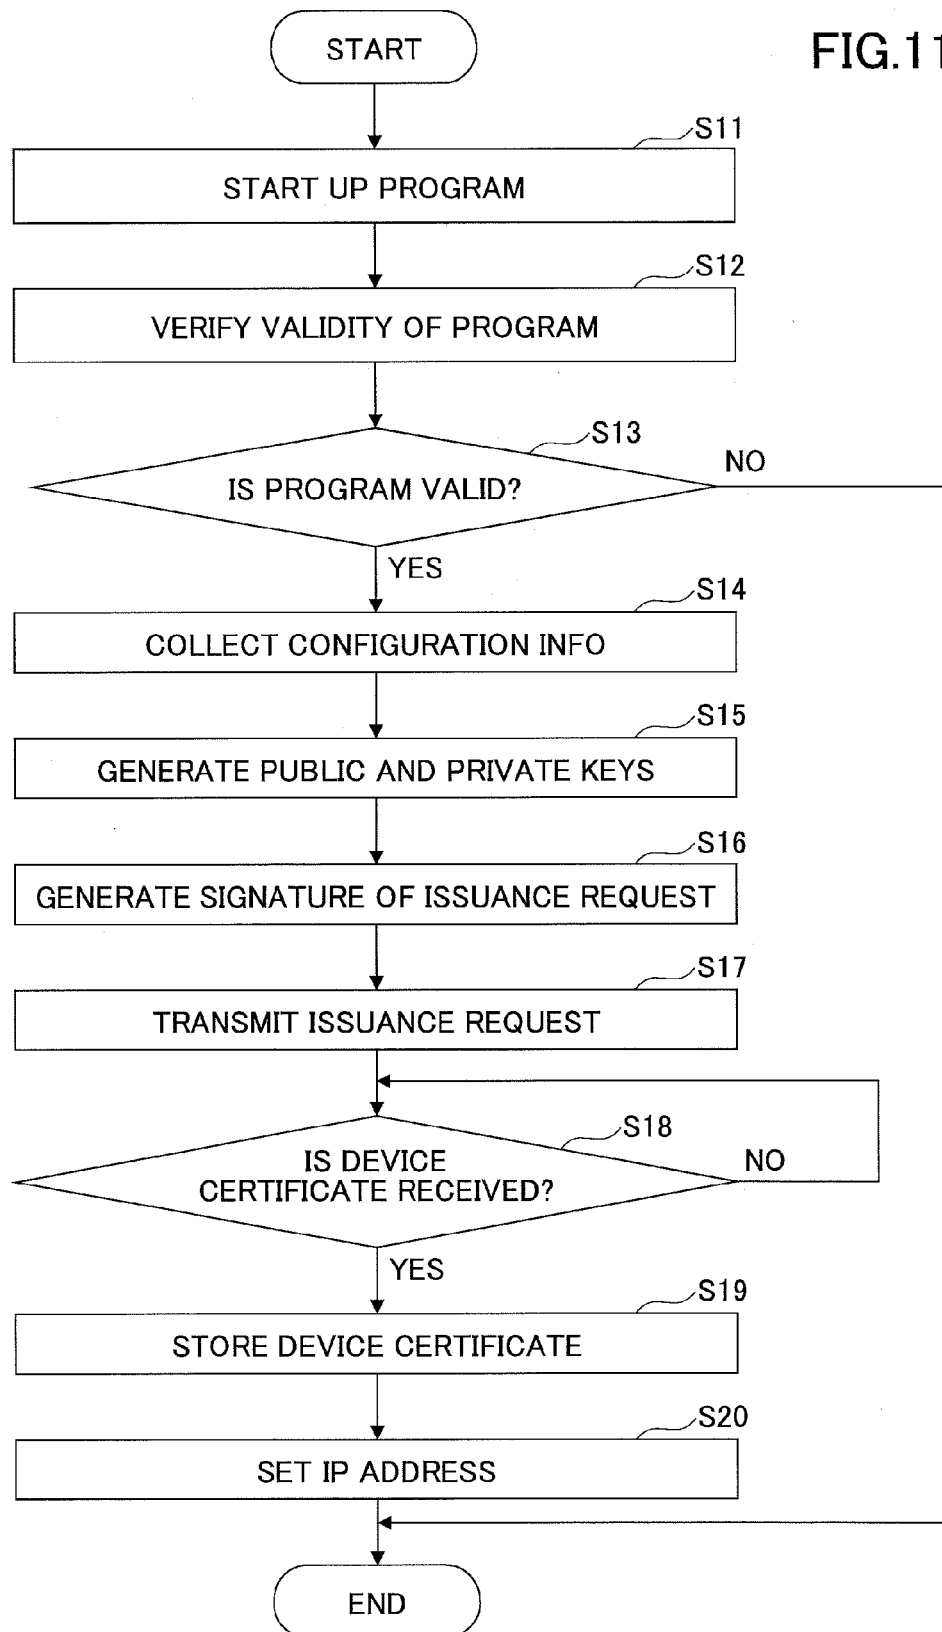 FIG.11
START
S11
START UP PROGRAM
S12
VERIFY VALIDITY OF PROGRAM
S13
IS PROGRAM VALID?
NO
YES
S14
COLLECT CONFIGURATION INFO
S15
GENERATE PUBLIC AND PRIVATE KEYS
S16
GENERATE SIGNATURE OF ISSUANCE REQUEST
S17
TRANSMIT ISSUANCE REQUEST
S18
IS DEVICE
CERTIFICATE RECEIVED?
NO
YES
S19
STORE DEVICE CERTIFICATE
S20
SET IP ADDRESS
END